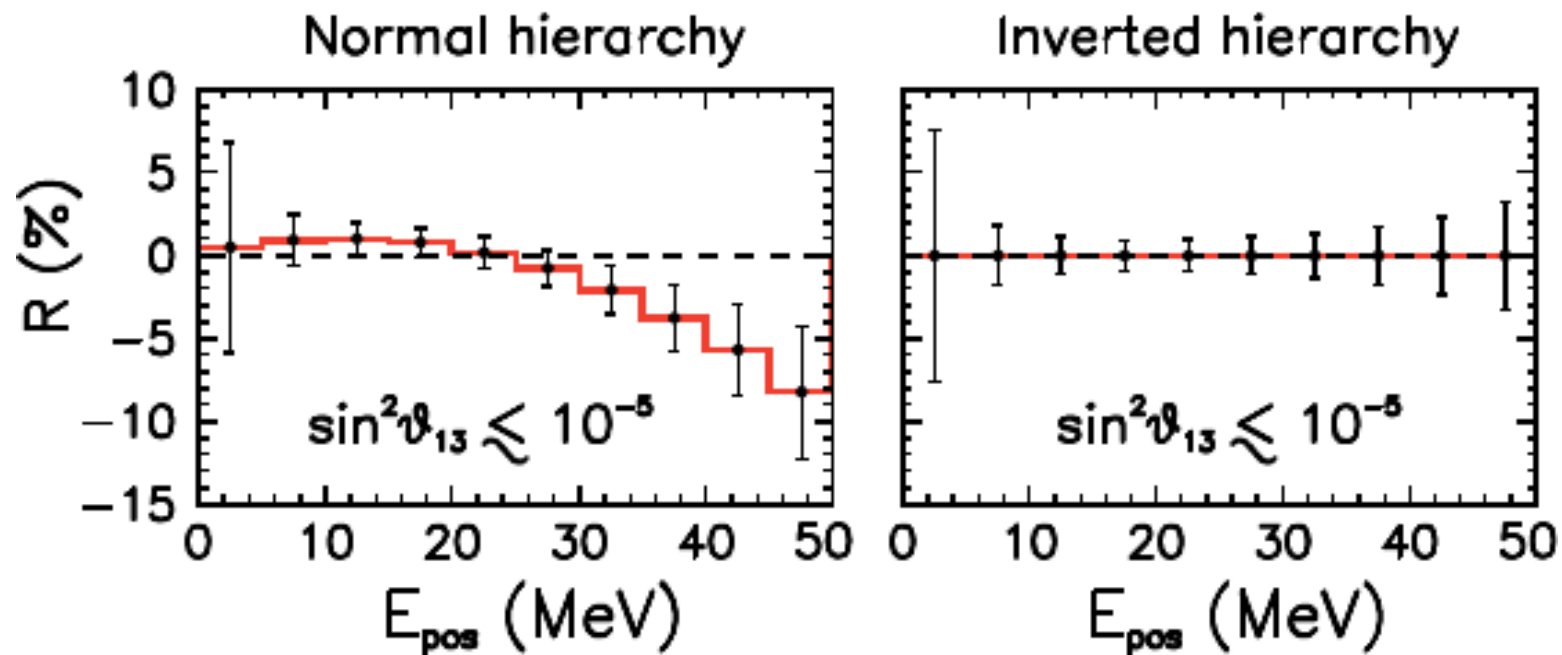 Normal hierarchy
Inverted hierarchy
R (%)
10
5
0
−5
−10
−15
sin²ϑ₁₃ ≲ 10⁻⁵
sin²ϑ₁₃ ≲ 10⁻⁵
0 10 20 30 40 50
0 10 20 30 40 50
E_pos (MeV)
E_pos (MeV)